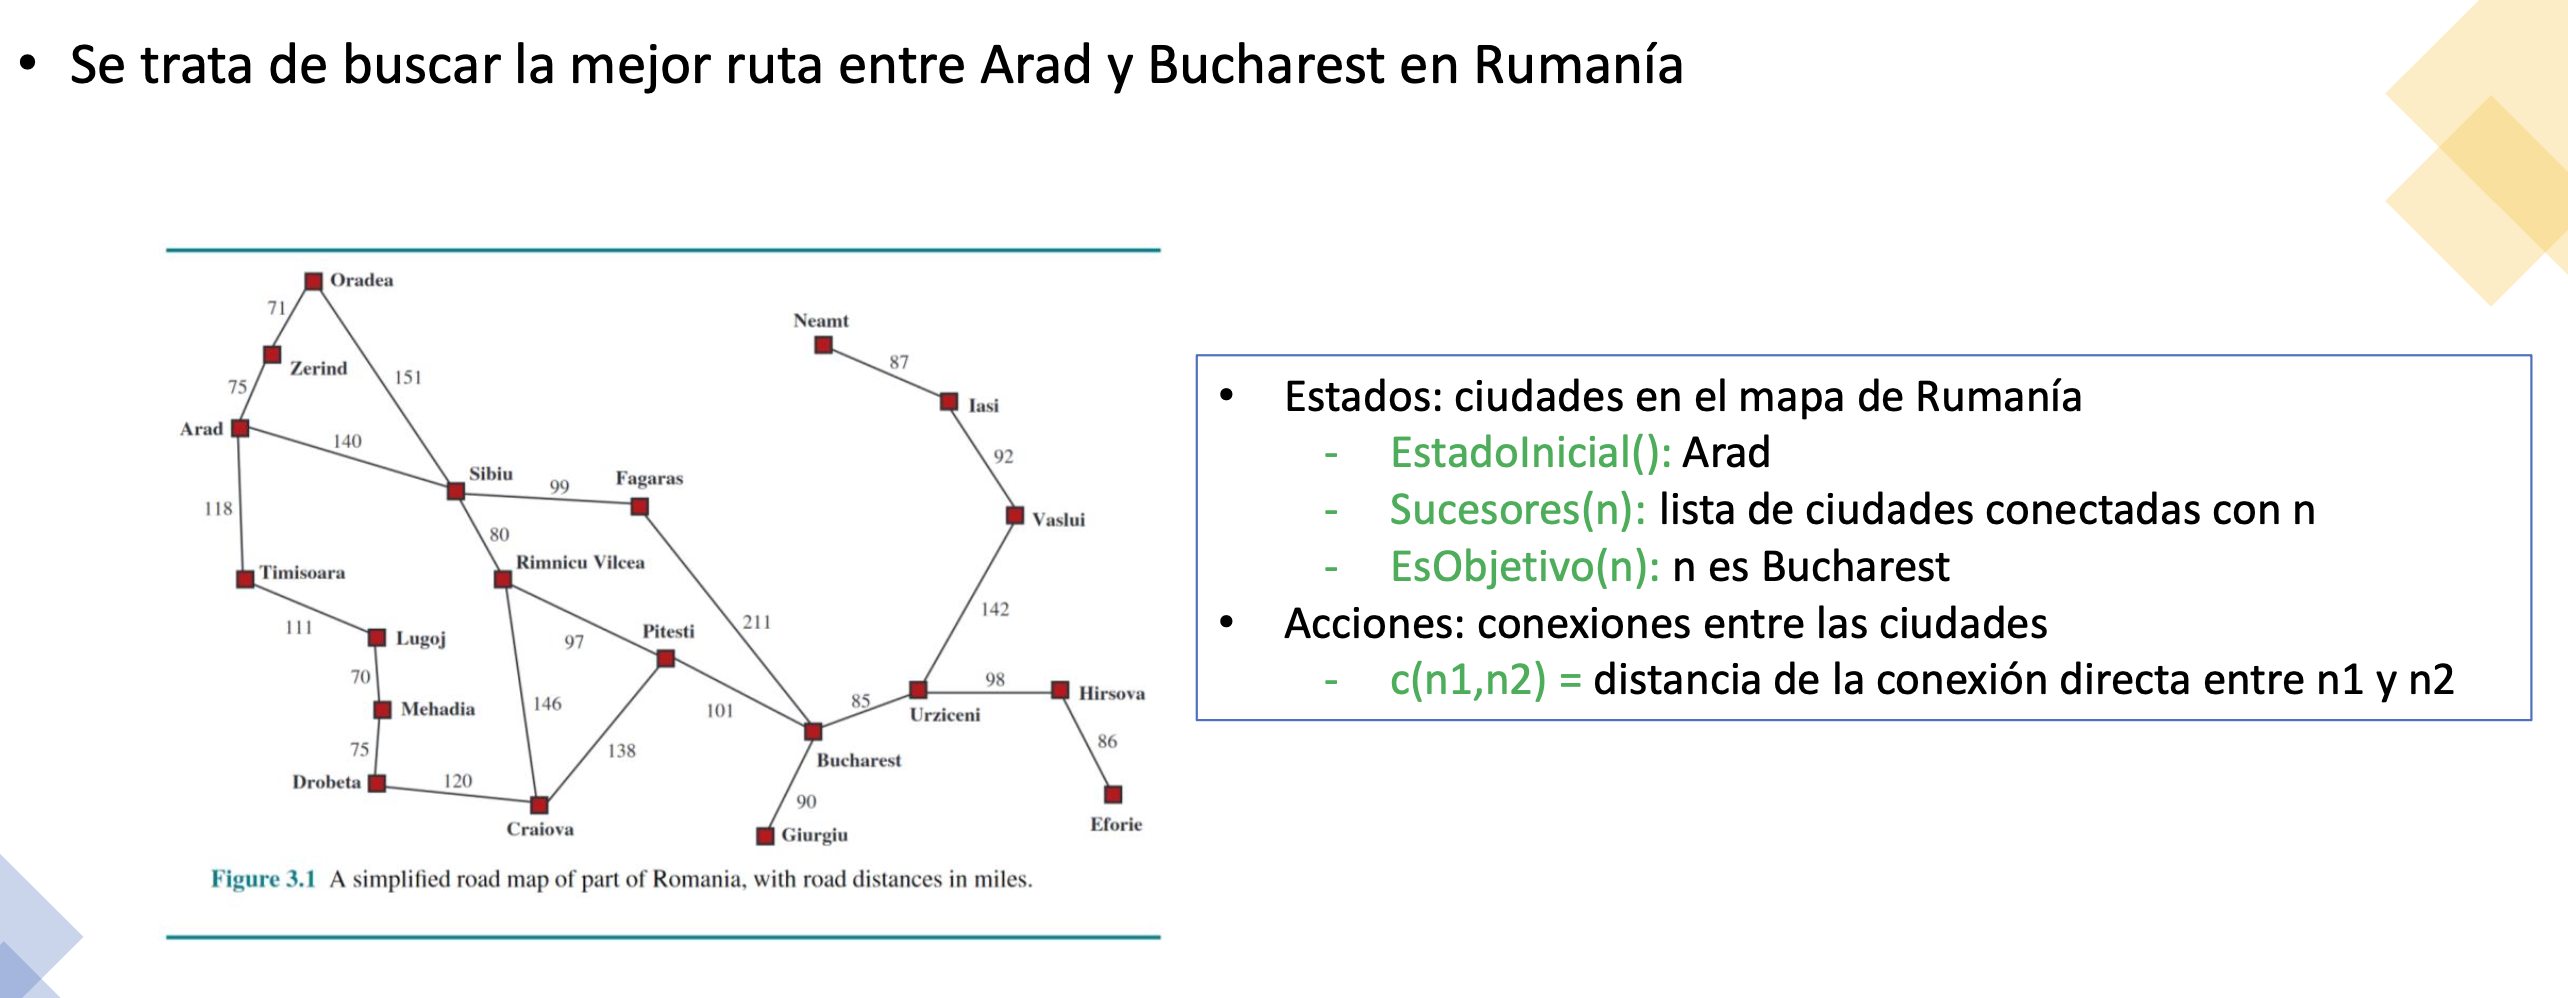 • Se trata de buscar la mejor ruta entre Arad y Bucharest en Rumanía
Oradea
71
Neamt
Zerind
87
151
75
Iasi
Arad
140
92
Sibiu
Fagaras
99
118
Vaslui
80
Rimnicu Vilcea
Timisoara
142
211
111
Pitesti
Lugoj
97
70
98
Hirsova
85
Mehadia
146
101
Urziceni
86
75
138
Bucharest
Drobeta
120
90
Craiova
Giurgiu
Eforie
Figure 3.1 A simplified road map of part of Romania, with road distances in miles.
• Estados: ciudades en el mapa de Rumanía
- EstadoInicial(): Arad
- Sucesores(n): lista de ciudades conectadas con n
- EsObjetivo(n): n es Bucharest
• Acciones: conexiones entre las ciudades
- c(n1,n2) = distancia de la conexión directa entre n1 y n2